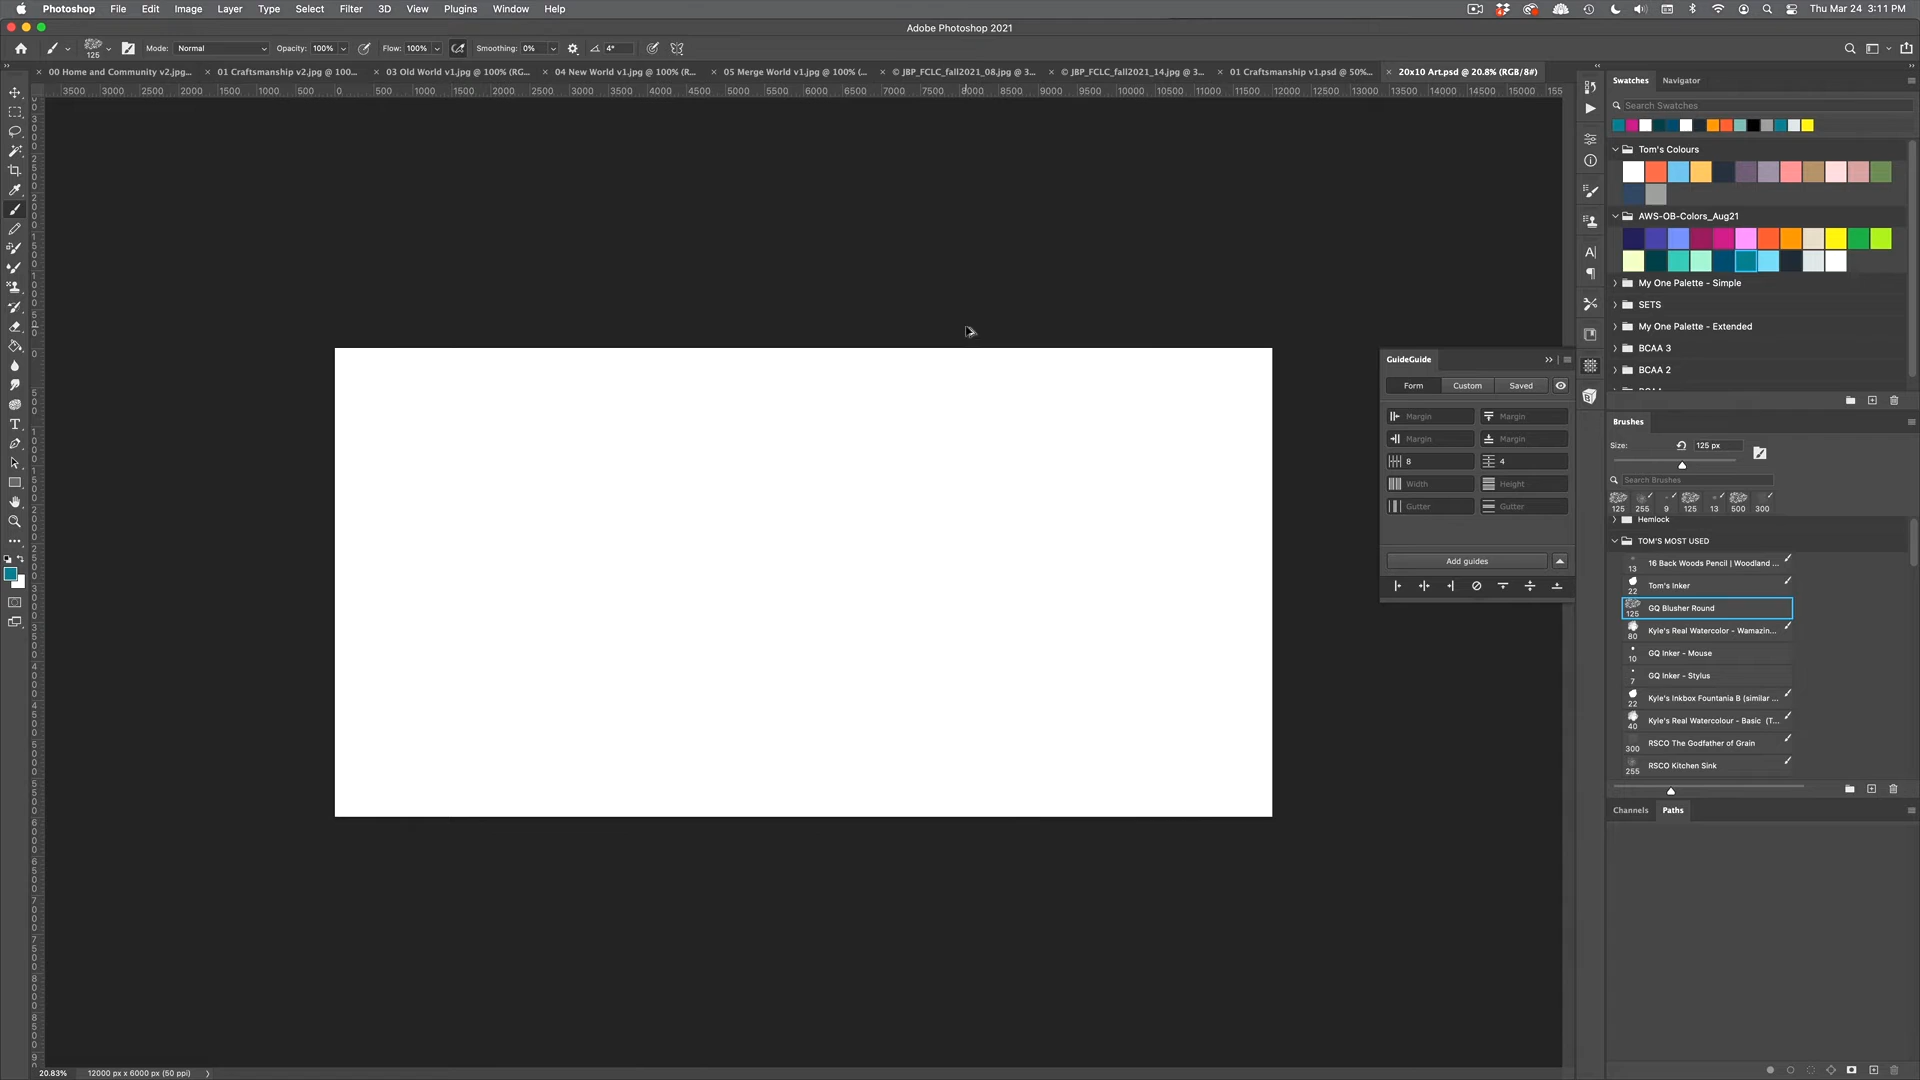 Photoshop File Edit Image Layer Type Select Filter 3D View Plugins Window Help Thu Mar 24 3:11 PM
Adobe Photoshop 2021
125 Mode: Normal Opacity: 100% Flow: 100% Smoothing: 0% 4°
00 Home and Community v2.jpg... 01 Craftsmanship v2.jpg @ 100... 03 Old World v1.jpg @ 100% (RG... 04 New World v1.jpg @ 100% (R... 05 Merge World v1.jpg @ 100% (... © JBP_FCLC_fall2021_08.jpg @ 3... © JBP_FCLC_fall2021_14.jpg @ 3... 01 Craftsmanship v1.psd @ 50%... 20x10 Art.psd @ 20.8% (RGB/8#)
3500 3000 2500 2000 1500 1000 500 0 500 1000 1500 2000 2500 3000 3500 4000 4500 5000 5500 6000 6500 7000 7500 8000 8500 9000 9500 10000 10500 11000 11500 12000 12500 13000 13500 14000 14500 15000 155
Swatches Navigator
Search Swatches
Tom's Colours
AWS-OB-Colors_Aug21
My One Palette - Simple
SETS
My One Palette - Extended
BCAA 3
BCAA 2
GuideGuide
Form Custom Saved
Margin Margin
Margin Margin
8 4
Width Height
Gutter Gutter
Add guides
Brushes
Size: 125 px
Search Brushes
125 255 9 125 13 500 300
Hemlock
TOM'S MOST USED
13 16 Back Woods Pencil | Woodland ...
22 Tom's Inker
125 GQ Blusher Round
80 Kyle's Real Watercolor - Wamazin...
10 GQ Inker - Mouse
7 GQ Inker - Stylus
22 Kyle's Inkbox Fountania B (similar ...
40 Kyle's Real Watercolour - Basic (T...
300 RSCO The Godfather of Grain
255 RSCO Kitchen Sink
Channels Paths
20.83% 12000 px x 6000 px (50 ppi)